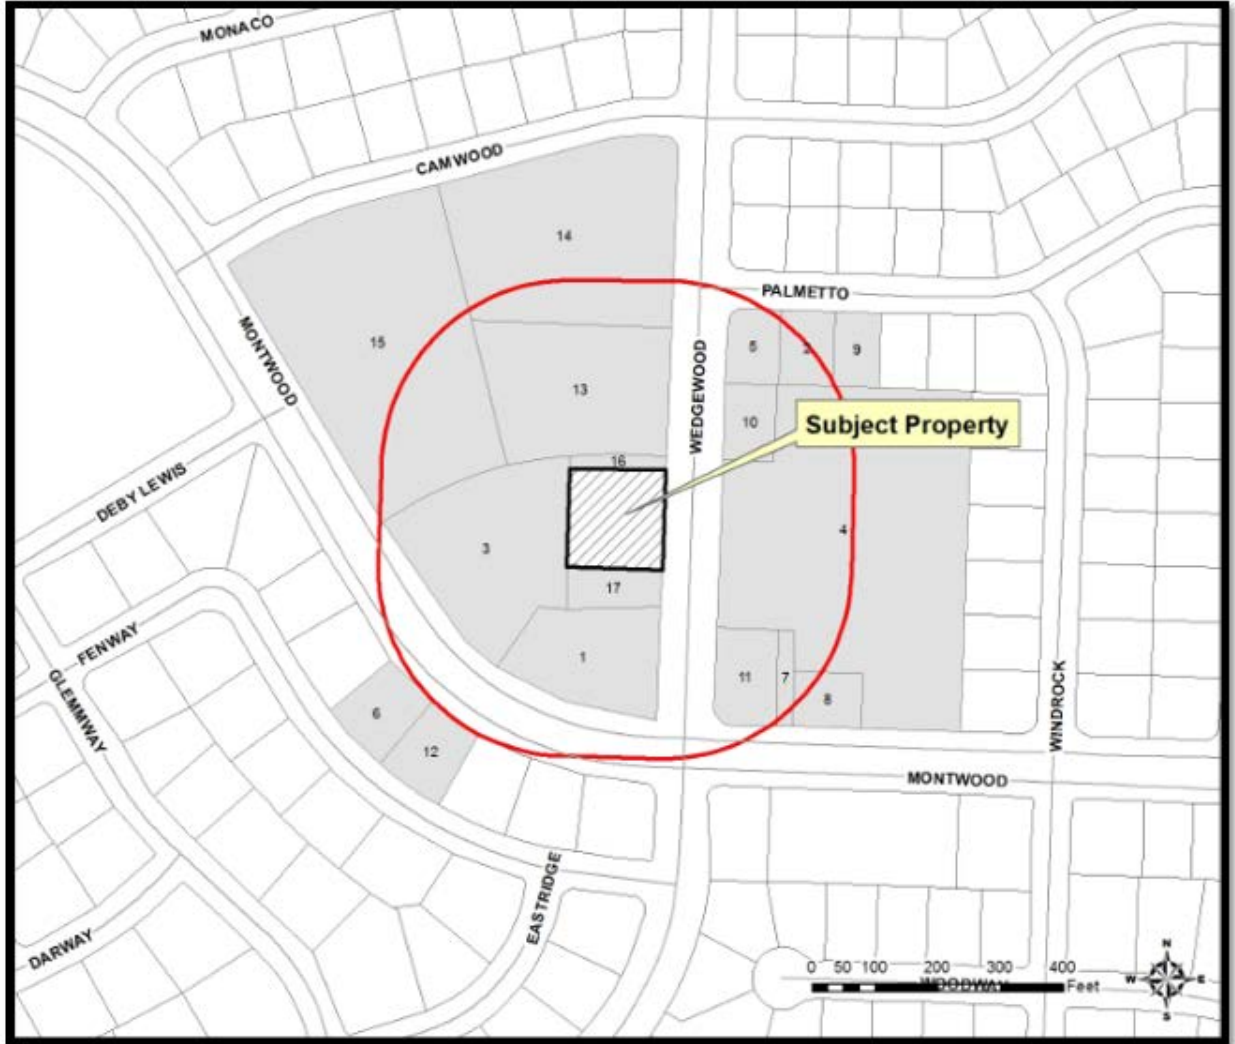 MONACO
CAMWOOD
14
PALMETTO
MONTWOOD
15
WEDGEWOOD
5
2
9
13
10
Subject Property
16
DEBY LEWIS
4
3
17
FENWAY
1
GLEMMWAY
11
7
8
WINDROCK
6
12
MONTWOOD
EASTRIDGE
DARWAY
N
W
E
S
0 50 100 200 300 400
Feet
WOODWAY